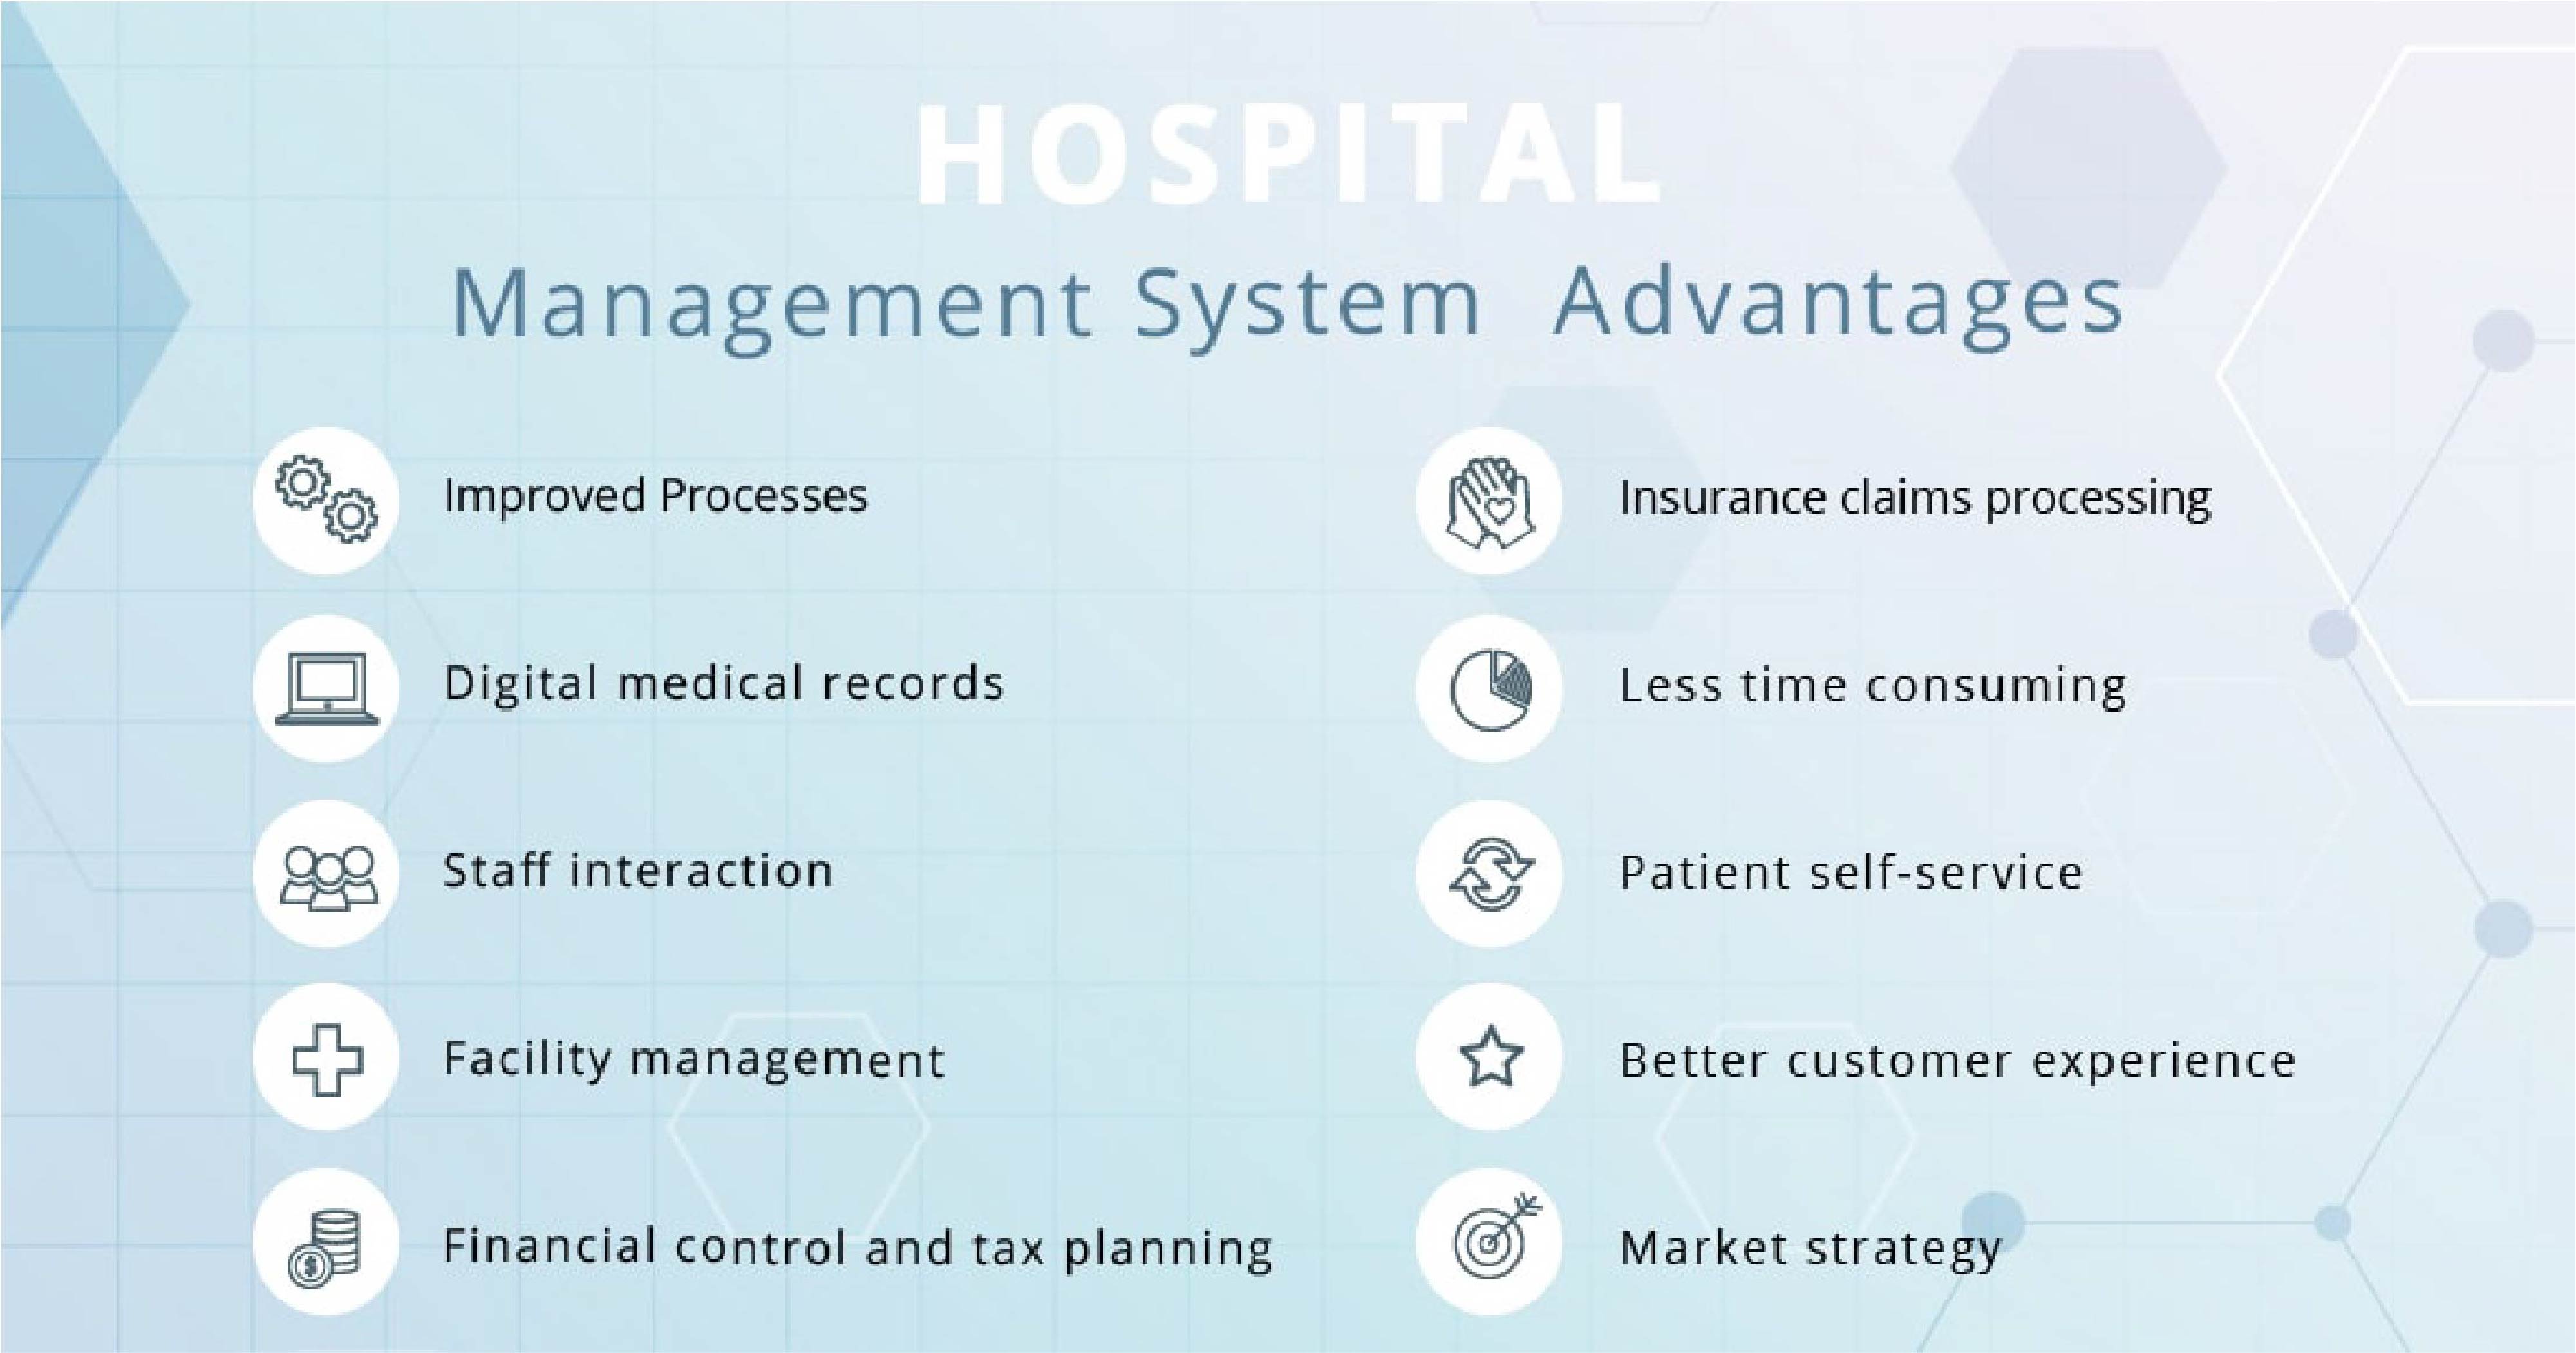 HOSPITAL
Management System Advantages
Improved Processes
Digital medical records
Staff interaction
Facility management
Financial control and tax planning
Insurance claims processing
Less time consuming
Patient self-service
Better customer experience
Market strategy